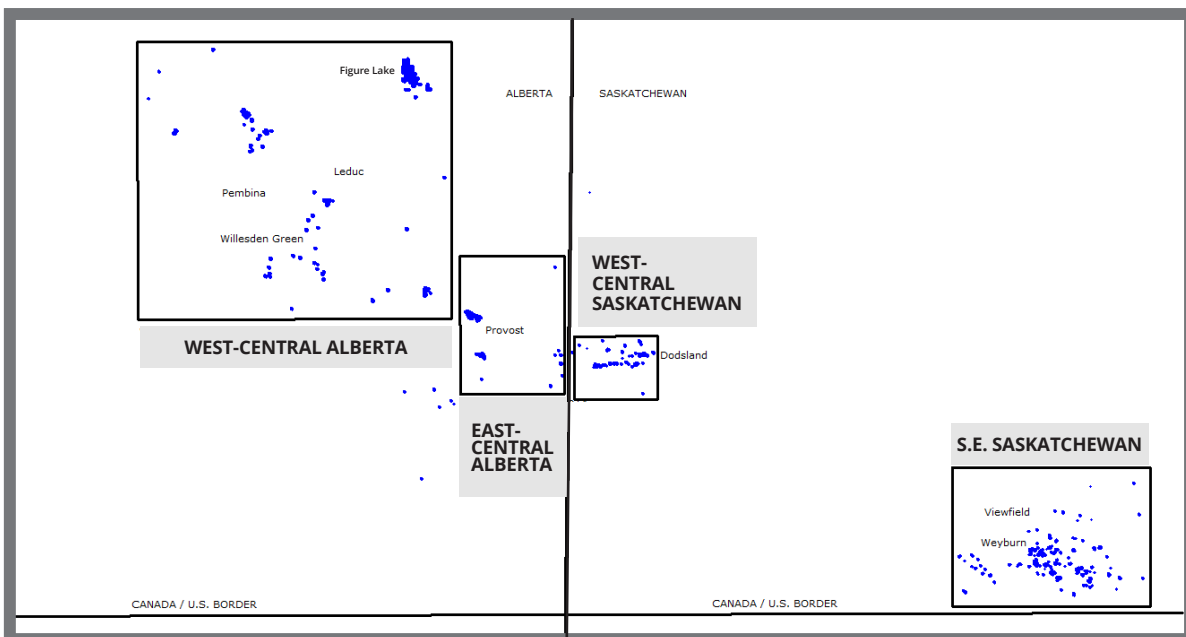 Figure Lake
ALBERTA
SASKATCHEWAN
Leduc
Pembina
Willesden Green
WEST-
CENTRAL
SASKATCHEWAN
Provost
WEST-CENTRAL ALBERTA
Dodsland
EAST-
CENTRAL
ALBERTA
S.E. SASKATCHEWAN
Viewfield
Weyburn
CANADA / U.S. BORDER
CANADA / U.S. BORDER